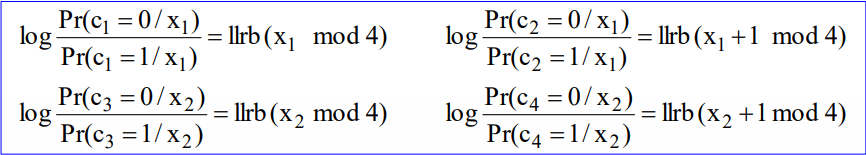 log Pr(c₁ = 0/x₁) / Pr(c₁ = 1/x₁) = llrb(x₁ mod 4)    log Pr(c₂ = 0/x₁) / Pr(c₂ = 1/x₁) = llrb(x₁ +1 mod 4)
log Pr(c₃ = 0/x₂) / Pr(c₃ = 1/x₂) = llrb(x₂ mod 4)    log Pr(c₄ = 0/x₂) / Pr(c₄ = 1/x₂) = llrb(x₂ +1 mod 4)